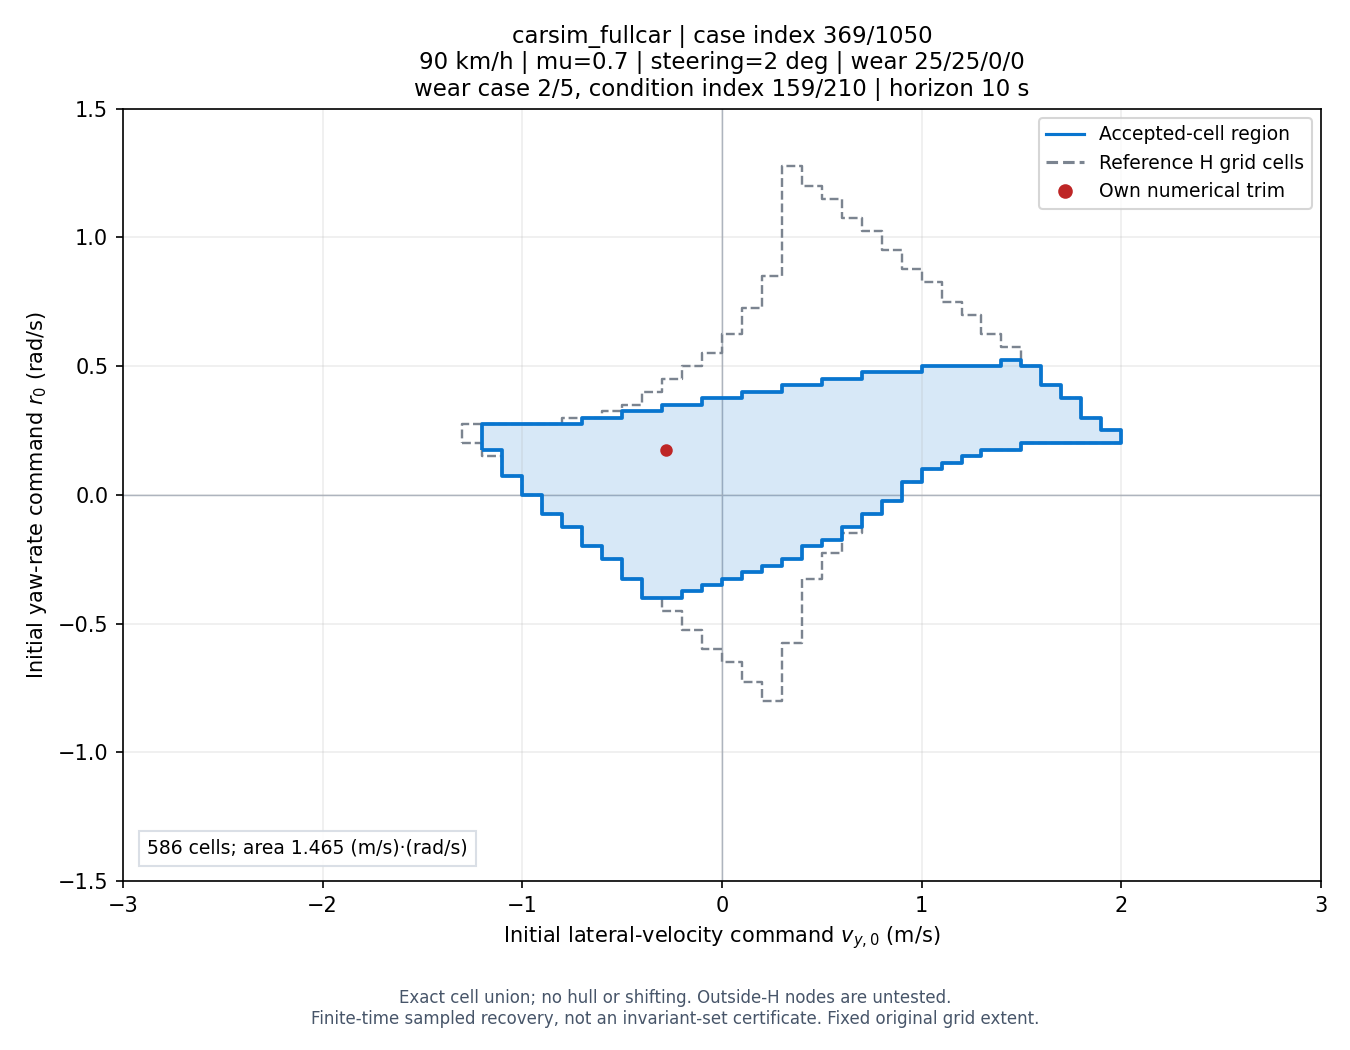 carsim_fullcar | case index 369/1050
90 km/h | mu=0.7 | steering=2 deg | wear 25/25/0/0
wear case 2/5, condition index 159/210 | horizon 10 s
Accepted-cell region
Reference H grid cells
Own numerical trim
1.5
1.0
0.5
0.0
−0.5
−1.0
−1.5
Initial yaw-rate command r0 (rad/s)
586 cells; area 1.465 (m/s)·(rad/s)
−3
−2
−1
0
1
2
3
Initial lateral-velocity command vy,0 (m/s)
Exact cell union; no hull or shifting. Outside-H nodes are untested.
Finite-time sampled recovery, not an invariant-set certificate. Fixed original grid extent.